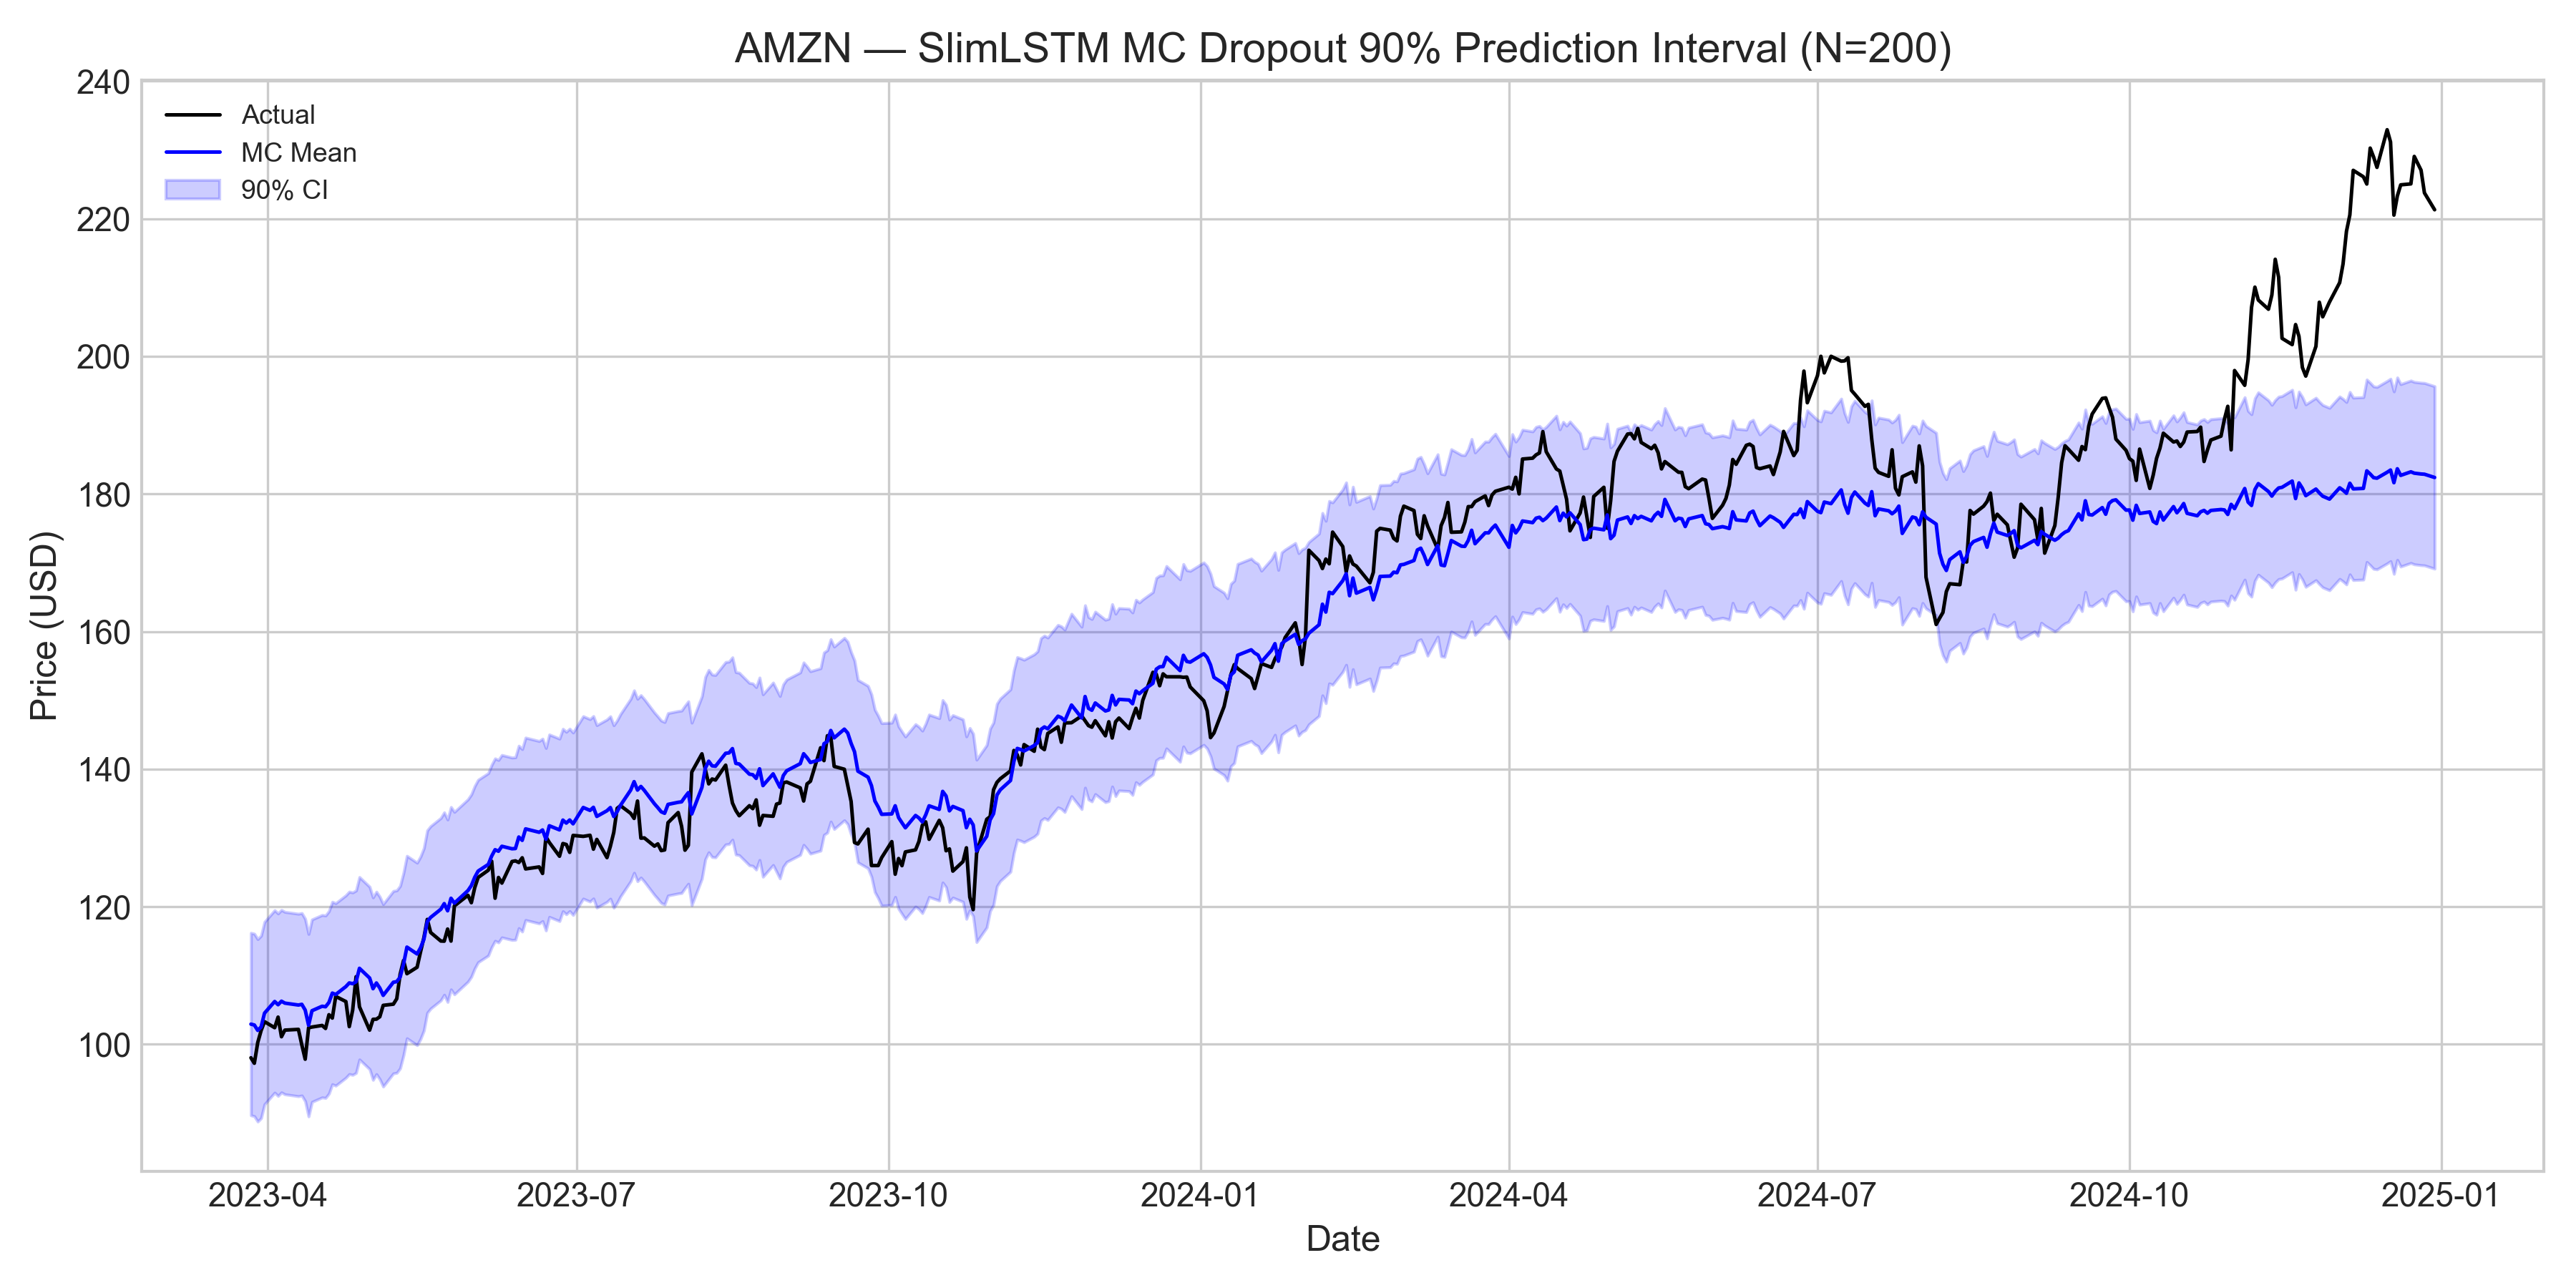 AMZN — SlimLSTM MC Dropout 90% Prediction Interval (N=200)
Actual
MC Mean
90% CI
Price (USD)
240
220
200
180
160
140
120
100
2023-04 2023-07 2023-10 2024-01 2024-04 2024-07 2024-10 2025-01
Date